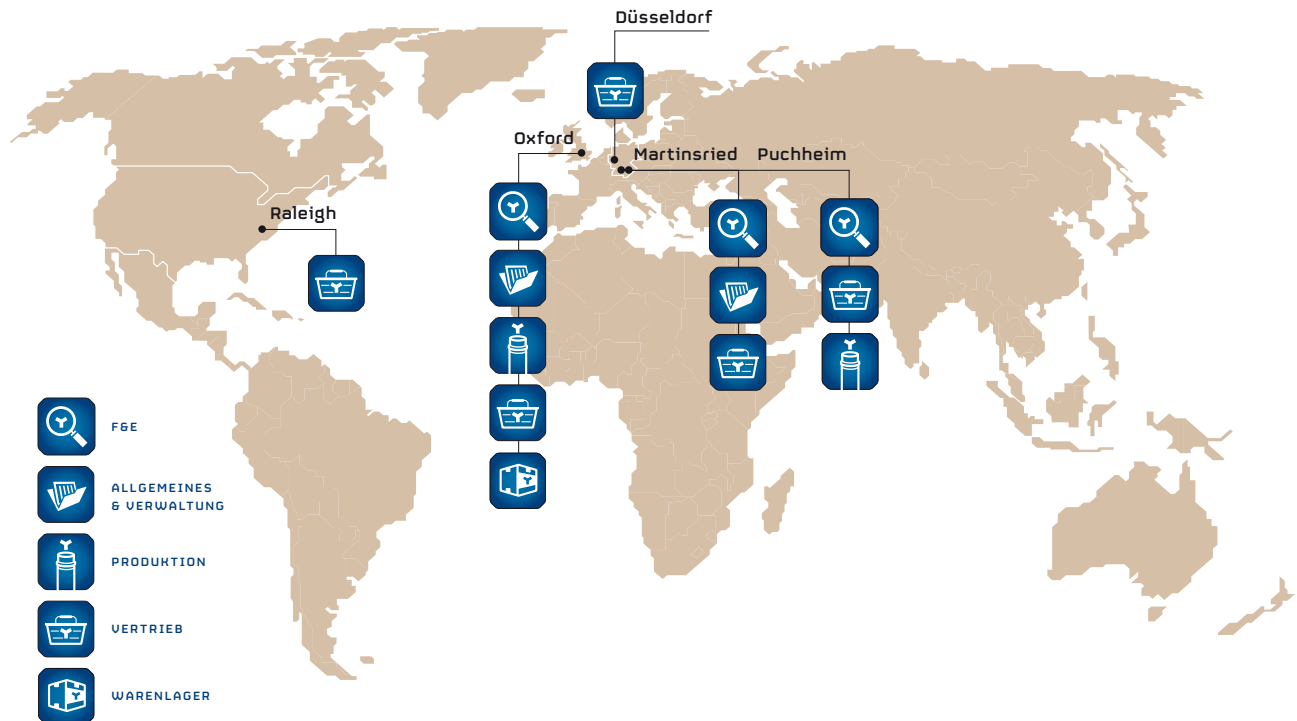 Düsseldorf
Oxford
Martinsried
Puchheim
Raleigh
F&E
ALLGEMEINES
& VERWALTUNG
PRODUKTION
VERTRIEB
WARENLAGER